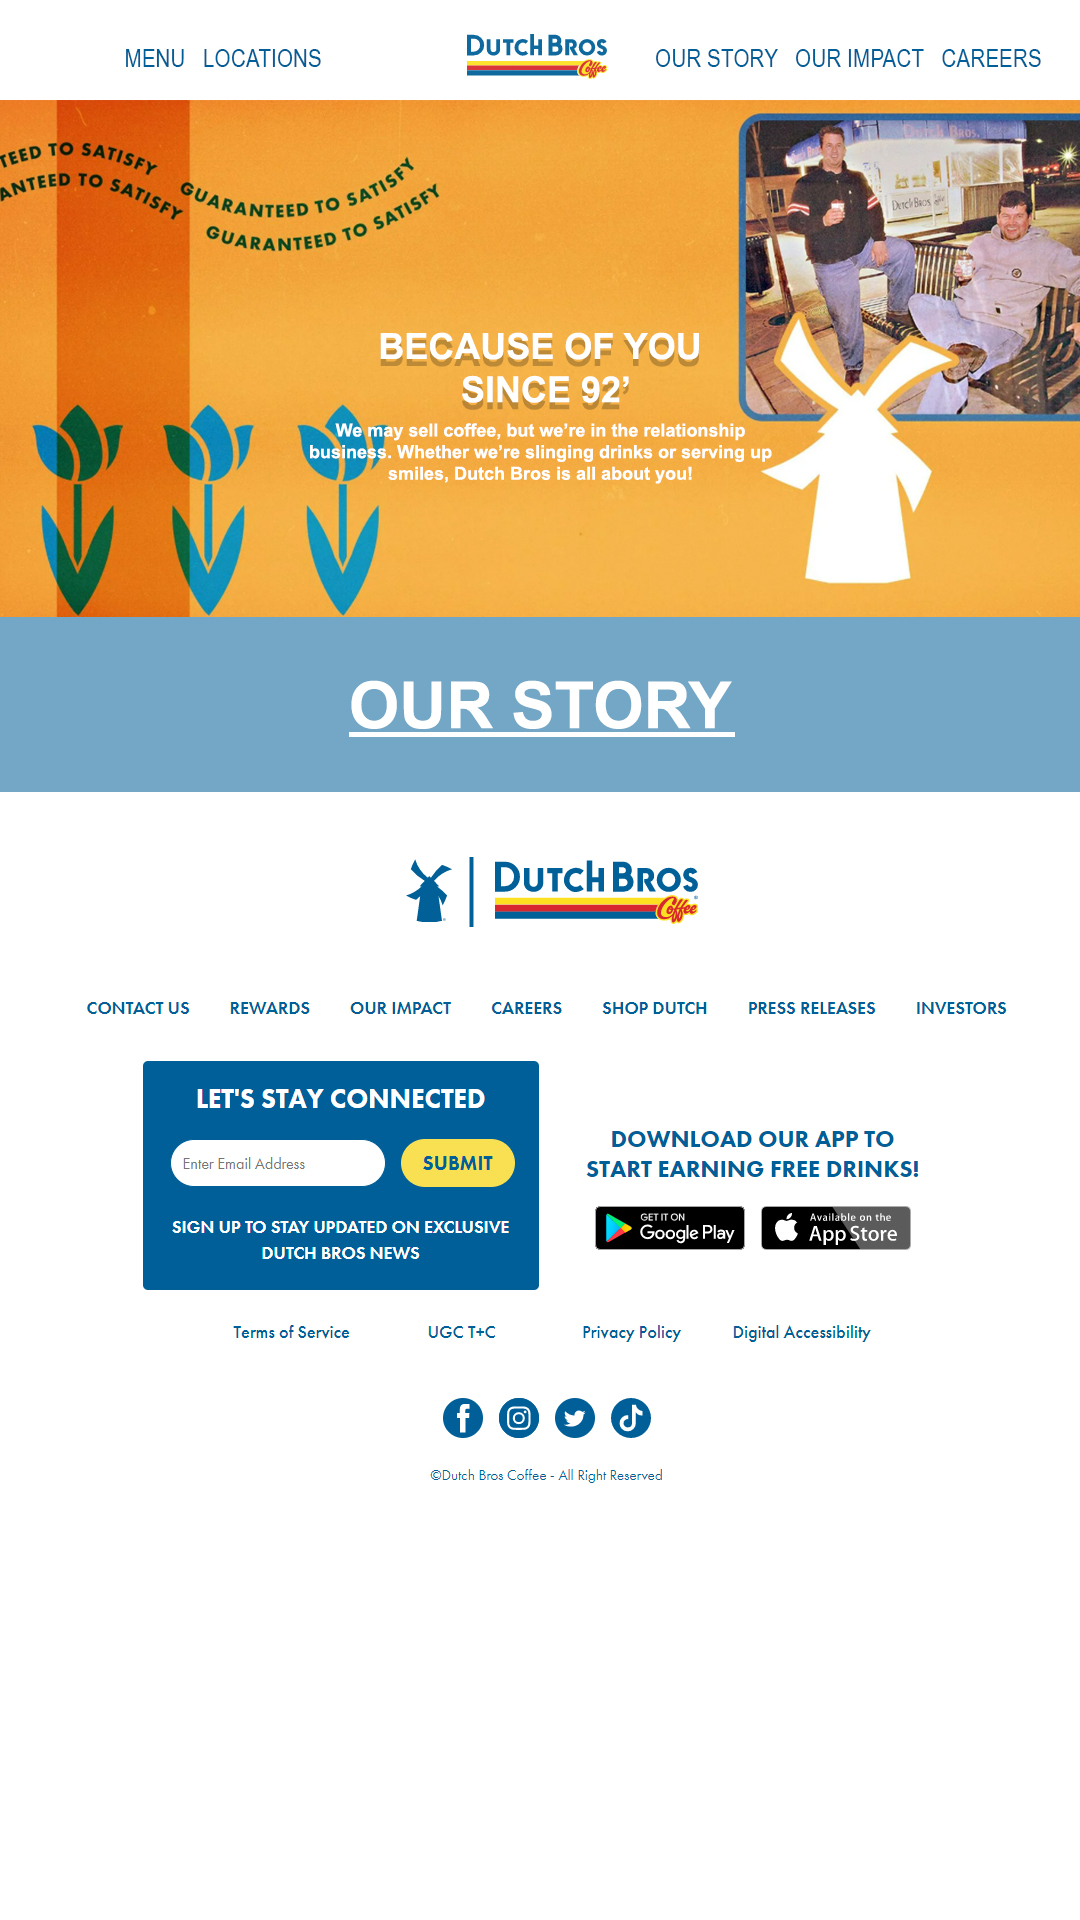 MENU LOCATIONS
DUTCH BROS
Coffee
OUR STORY OUR IMPACT CAREERS
TEED TO SATISFY
ANTEED TO SATISFY
GUARANTEED TO SATISFY
GUARANTEED TO SATISFY
Dutch Bros.
Dutch Bros.
BECAUSE OF YOU
SINCE 92’
We may sell coffee, but we’re in the relationship
business. Whether we’re slinging drinks or serving up
smiles, Dutch Bros is all about you!
OUR STORY
DUTCH BROS
Coffee
CONTACT US REWARDS OUR IMPACT CAREERS SHOP DUTCH PRESS RELEASES INVESTORS
LET'S STAY CONNECTED
Enter Email Address
SUBMIT
SIGN UP TO STAY UPDATED ON EXCLUSIVE
DUTCH BROS NEWS
DOWNLOAD OUR APP TO
START EARNING FREE DRINKS!
GET IT ON
Google Play
Available on the
App Store
Terms of Service UGC T+C Privacy Policy Digital Accessibility
©Dutch Bros Coffee - All Right Reserved